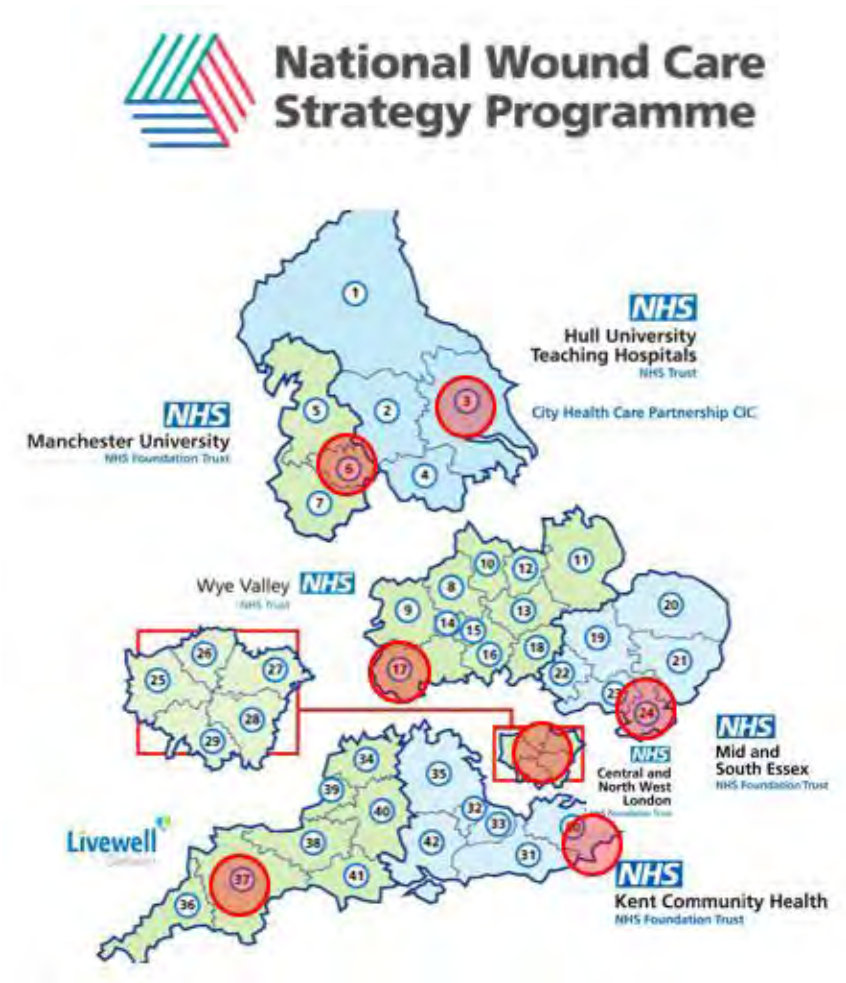 National Wound Care
Strategy Programme
1
NHS
Hull University
Teaching Hospitals
NHS Trust
City Health Care Partnership CIC
5
2
3
NHS
Manchester University
NHS Foundation Trust
6
4
7
Wye Valley NHS
NHS Trust
10
12
11
8
9
13
14
15
16
18
17
20
19
21
22
23
24
26
25
27
28
29
NHS
Mid and
South Essex
NHS Foundation Trust
NHS
Central and
North West
London
NHS Foundation Trust
34
35
39
40
32
33
38
42
31
41
37
36
Livewell
NHS
Kent Community Health
NHS Foundation Trust